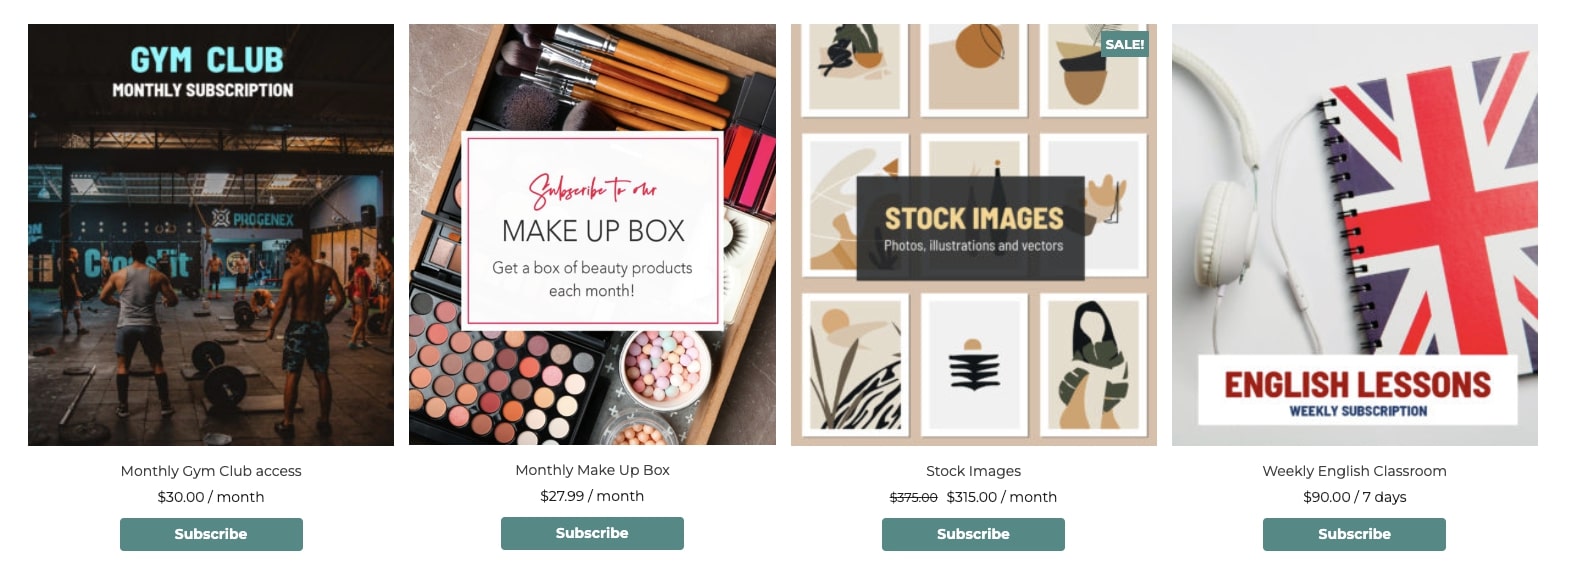 GYM CLUB
MONTHLY SUBSCRIPTION
PROGENEX
CrossFit
Monthly Gym Club access
$30.00 / month
Subscribe
Subscribe to our
MAKE UP BOX
Get a box of beauty products
each month!
Monthly Make Up Box
$27.99 / month
Subscribe
SALE!
STOCK IMAGES
Photos, illustrations and vectors
Stock Images
$375.00 $315.00 / month
Subscribe
ENGLISH LESSONS
WEEKLY SUBSCRIPTION
Weekly English Classroom
$90.00 / 7 days
Subscribe